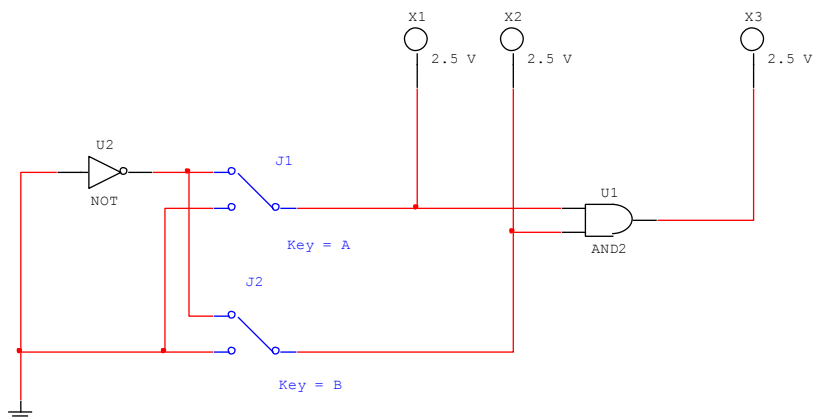 X1
X2
X3
2.5 V
2.5 V
2.5 V
U2
NOT
J1
Key = A
U1
AND2
J2
Key = B